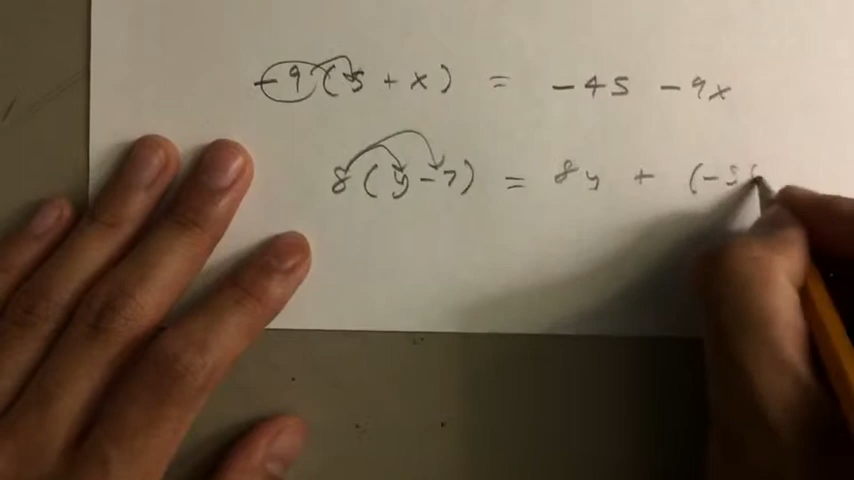 -9(5 + x) = -45 -9x
8(y-7) = 8y + (-5